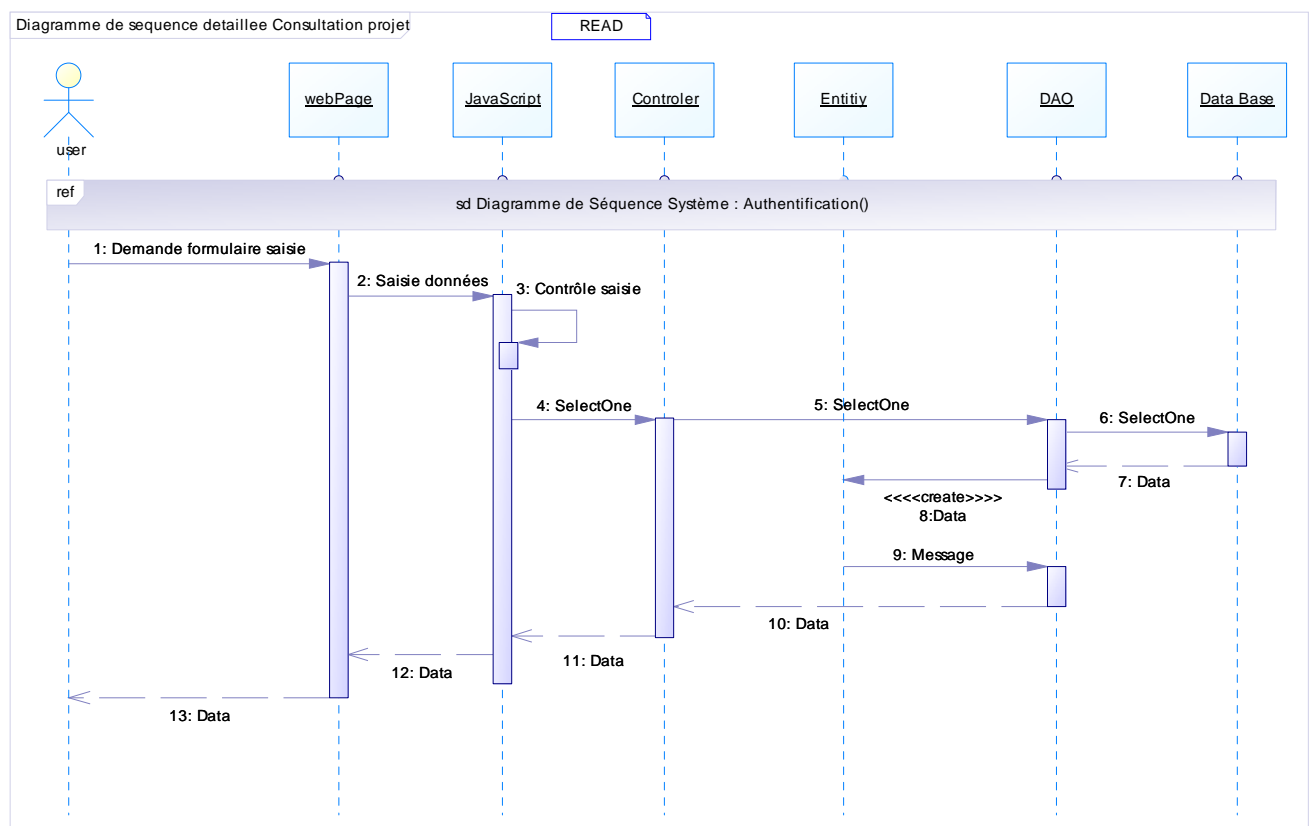 Diagramme de sequence detaillee Consultation projet
READ
user
webPage
JavaScript
Controler
Entitiy
DAO
Data Base
ref
sd Diagramme de Séquence Système : Authentification()
1: Demande formulaire saisie
2: Saisie données
3: Contrôle saisie
4: SelectOne
5: SelectOne
6: SelectOne
7: Data
<<<<create>>>>
8:Data
9: Message
10: Data
11: Data
12: Data
13: Data